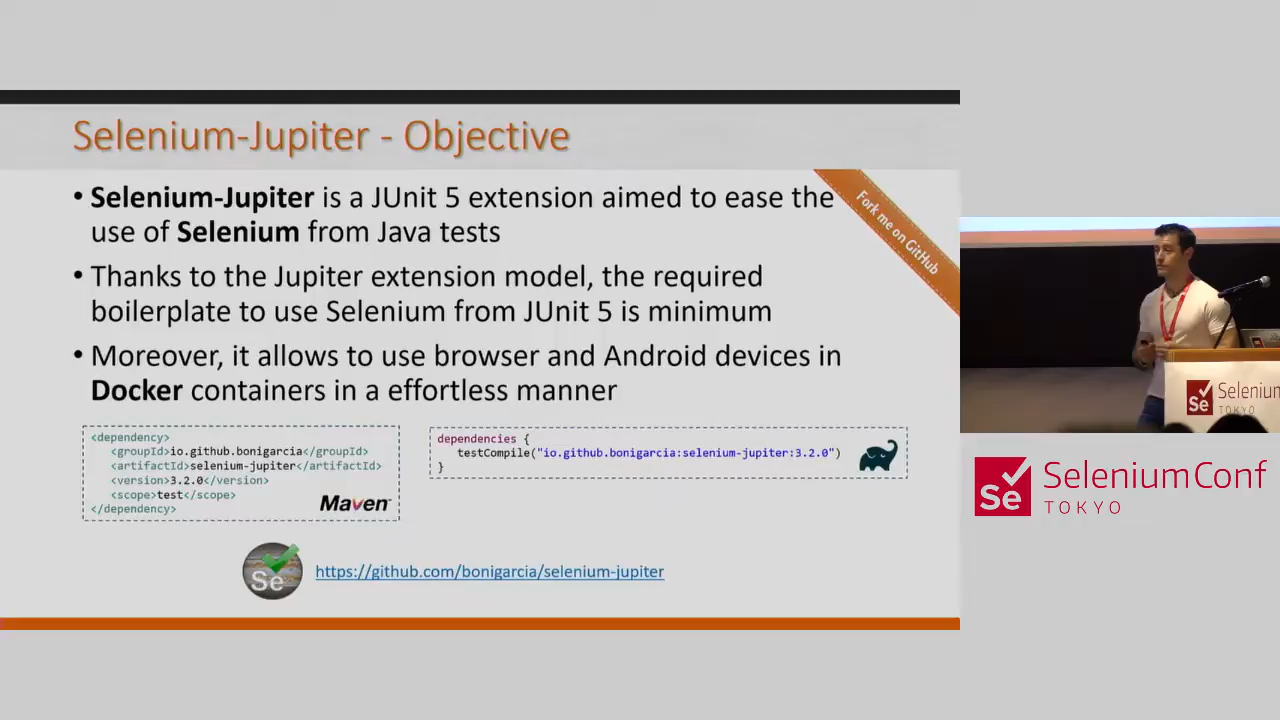 Selenium-Jupiter - Objective
• Selenium-Jupiter is a JUnit 5 extension aimed to ease the
use of Selenium from Java tests
• Thanks to the Jupiter extension model, the required
boilerplate to use Selenium from JUnit 5 is minimum
• Moreover, it allows to use browser and Android devices in
Docker containers in a effortless manner
Fork me on GitHub
<dependency>
<groupId>io.github.bonigarcia</groupId>
<artifactId>selenium-jupiter</artifactId>
<version>3.2.0</version>
<scope>test</scope>
</dependency>
Maven
dependencies {
testCompile("io.github.bonigarcia:selenium-jupiter:3.2.0")
}
Se
https://github.com/bonigarcia/selenium-jupiter
Se
Selenium
TOKYO
Se
SeleniumConf
TOKYO